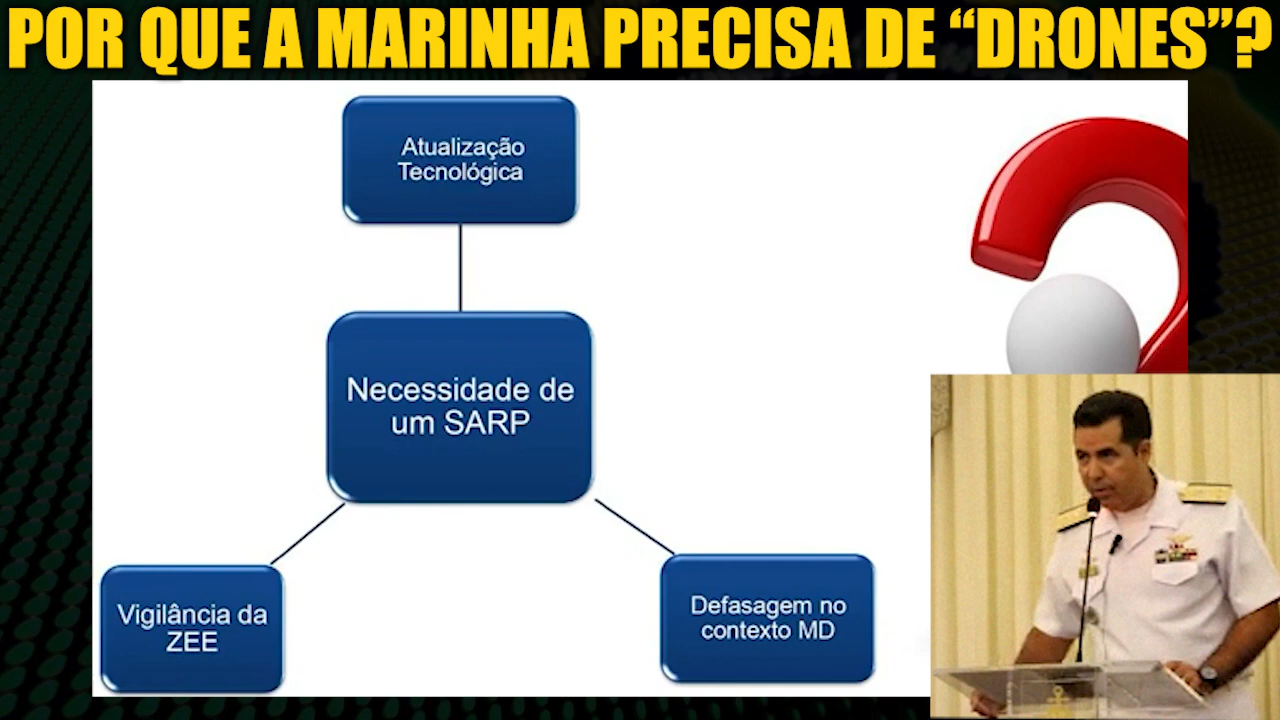 POR QUE A MARINHA PRECISA DE “DRONES”?
Atualização
Tecnológica
Necessidade de
um SARP
Vigilância da
ZEE
Defasagem no
contexto MD